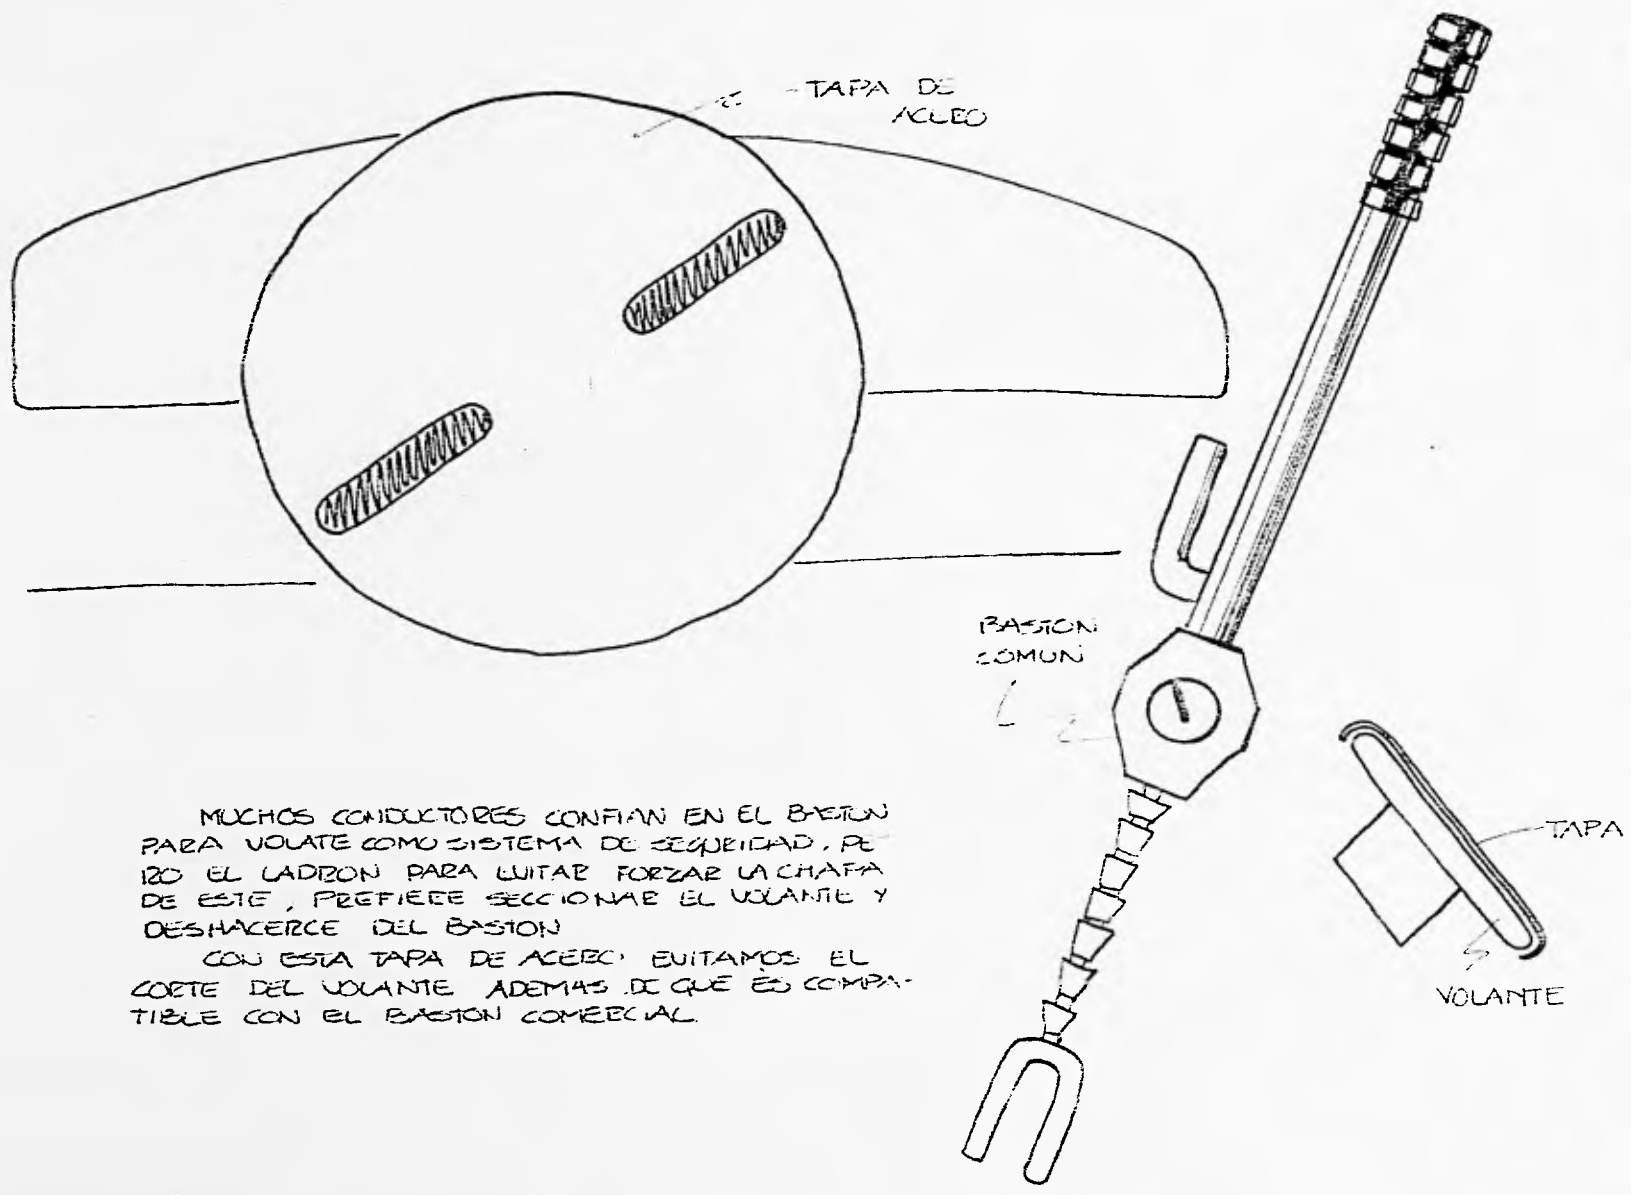 TAPA DE
ACERO
BASTON
COMUN
TAPA
VOLANTE
MUCHOS CONDUCTORES CONFIAN EN EL BASTON
PARA VOLATE COMO SISTEMA DE SEGURIDAD, PE
RO EL LADRON PARA EVITAR FORZAR LA CHAPA
DE ESTE, PREFIERE SECCIONAR EL VOLANTE Y
DESHACERCE DEL BASTON
CON ESTA TAPA DE ACERO, EVITAMOS EL
CORTE DEL VOLANTE ADEMAS DE QUE ES COMPA-
TIBLE CON EL BASTON COMERCIAL.